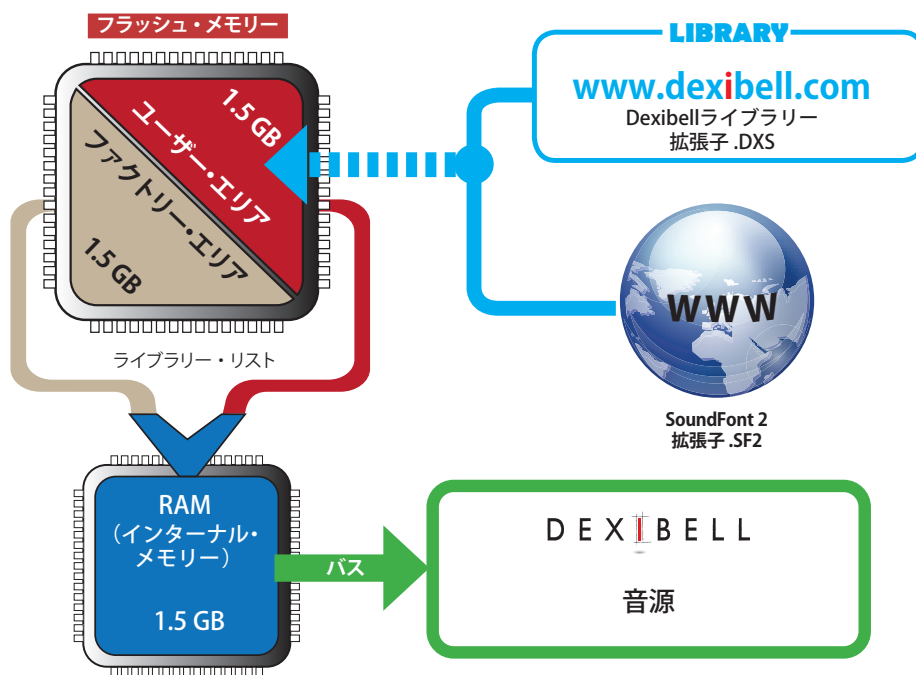 フラッシュ・メモリー
1.5 GB
ユーザー・エリア
ファクトリー・エリア
1.5 GB
ライブラリー・リスト
LIBRARY
www.dexibell.com
Dexibellライブラリー
拡張子 .DXS
WWW
SoundFont 2
拡張子 .SF2
RAM
（インターナル・
メモリー）
1.5 GB
バス
DEXIBELL
音源